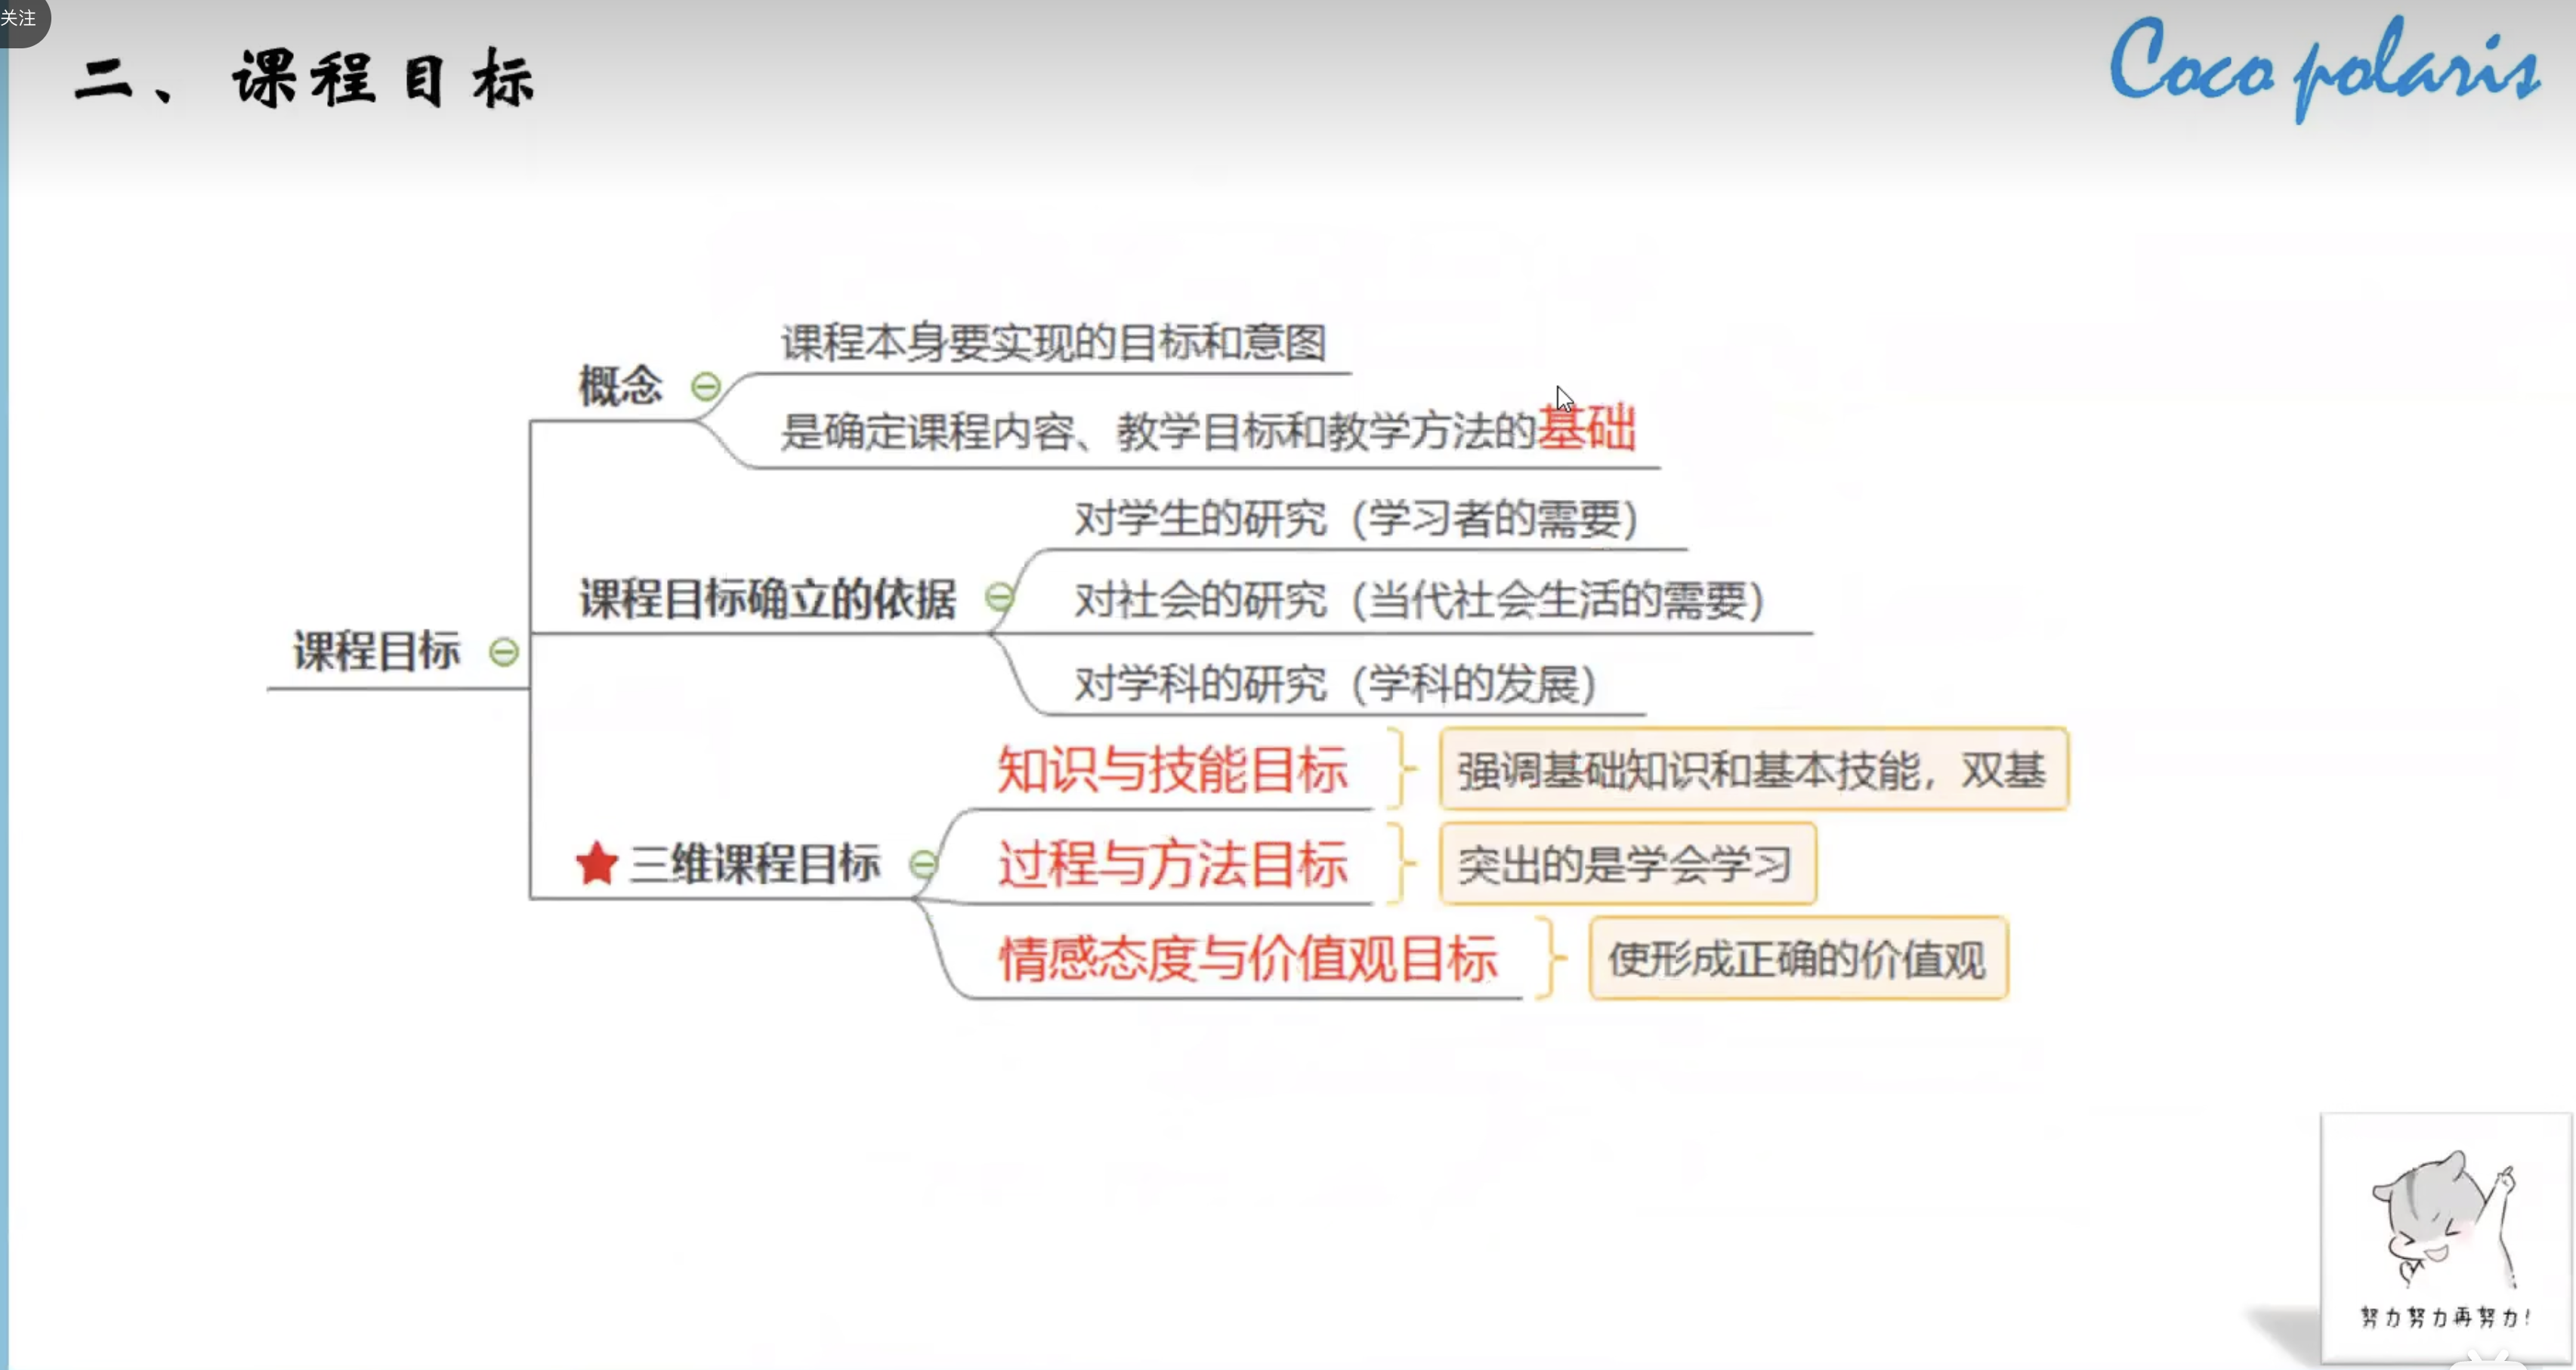 关注
二、课程目标
Coco polaris
课程本身要实现的目标和意图
概念
是确定课程内容、教学目标和教学方法的基础
对学生的研究（学习者的需要）
课程目标确立的依据
对社会的研究（当代社会生活的需要）
课程目标
对学科的研究（学科的发展）
知识与技能目标
强调基础知识和基本技能，双基
三维课程目标
过程与方法目标
突出的是学会学习
情感态度与价值观目标
使形成正确的价值观
努力努力再努力！